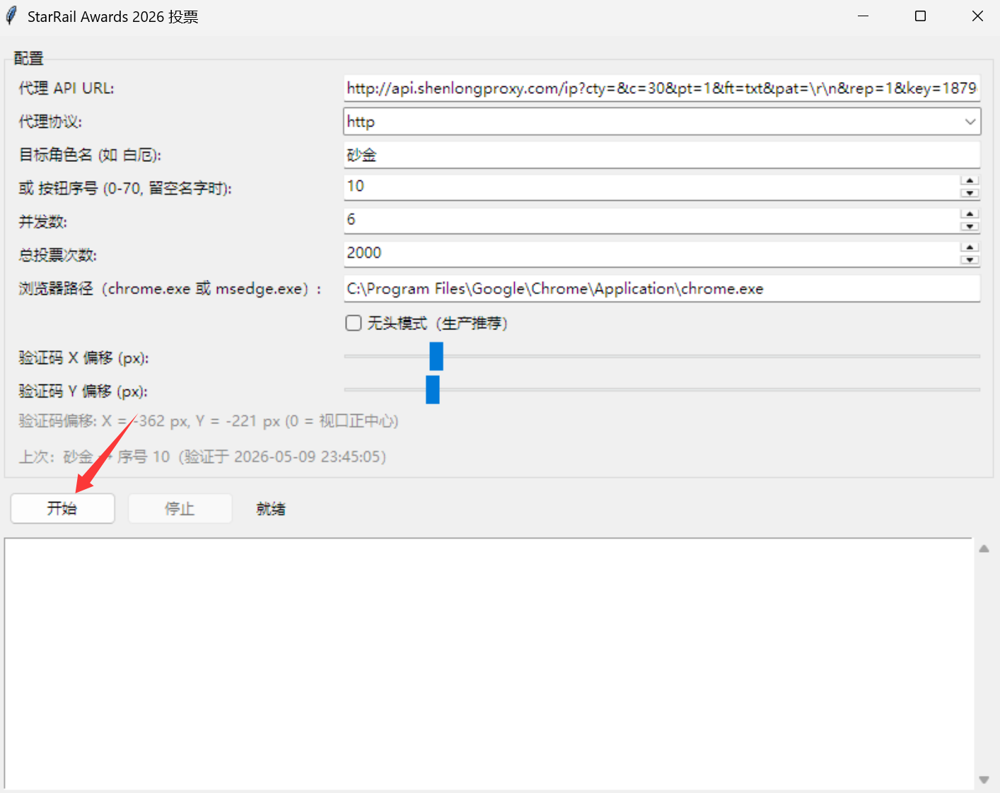 StarRail Awards 2026 投票
配置
代理 API URL: http://api.shenlongproxy.com/ip?cty=&c=30&pt=1&ft=txt&pat=\r\n&rep=1&key=1879
代理协议: http
目标角色名 (如 白厄): 砂金
或 按钮序号 (0-70, 留空名字时): 10
并发数: 6
总投票次数: 2000
浏览器路径（chrome.exe 或 msedge.exe）: C:\Program Files\Google\Chrome\Application\chrome.exe
无头模式（生产推荐）
验证码 X 偏移 (px):
验证码 Y 偏移 (px):
验证码偏移: X = -362 px, Y = -221 px (0 = 视口正中心)
上次: 砂金 → 序号 10（验证于 2026-05-09 23:45:05）
开始 停止 就绪